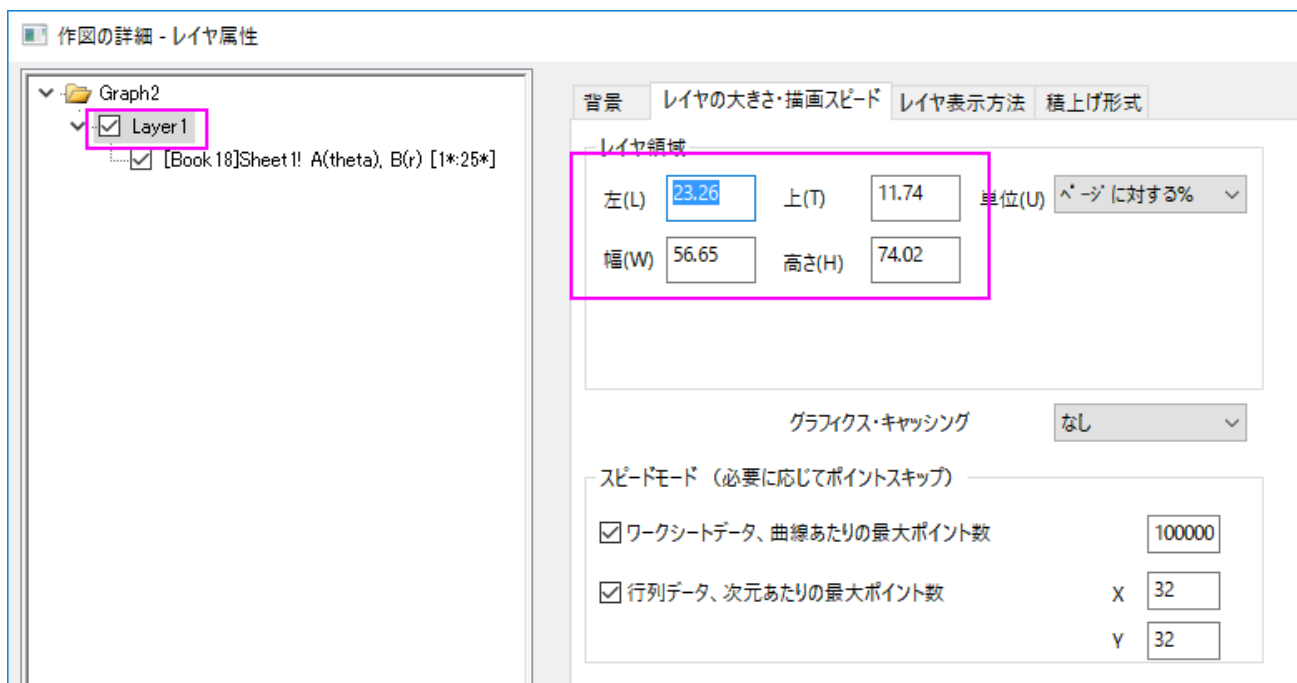 作図の詳細 - レイヤ属性
Graph2
Layer1
[Book18]Sheet1! A(theta), B(r) [1*:25*]
背景 レイヤの大きさ・描画スピード レイヤ表示方法 積上げ形式
レイヤ領域
左(L) 23.26 上(T) 11.74 単位(U) ページに対する%
幅(W) 56.65 高さ(H) 74.02
グラフィクス・キャッシング なし
スピードモード（必要に応じてポイントスキップ）
ワークシートデータ、曲線あたりの最大ポイント数 100000
行列データ、次元あたりの最大ポイント数 X 32
Y 32